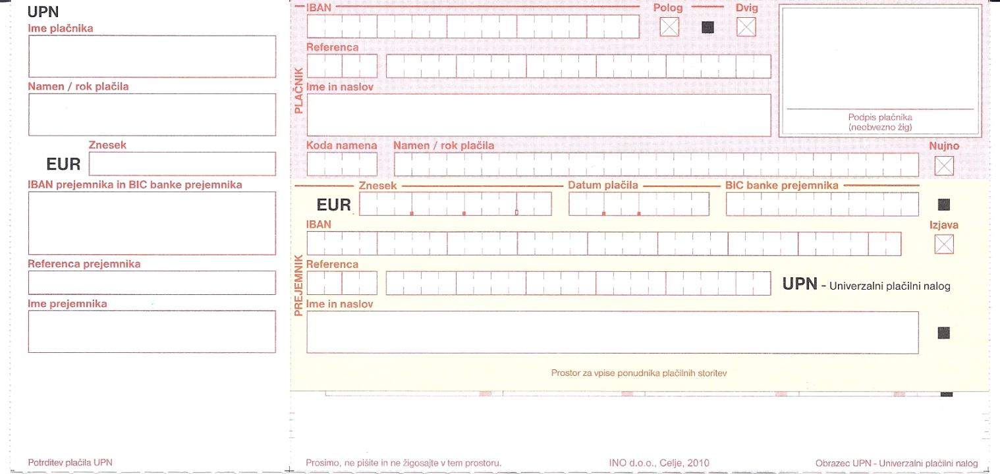 UPN
Ime plačnika
Namen / rok plačila
Znesek
EUR
IBAN prejemnika in BIC banke prejemnika
Referenca prejemnika
Ime prejemnika
Potrditev plačila UPN
PLAČNIK
IBAN
Polog
Dvig
Referenca
Ime in naslov
Podpis plačnika
(neobvezno žig)
Koda namena
Namen / rok plačila
Nujno
PREJEMNIK
Znesek
Datum plačila
BIC banke prejemnika
EUR
IBAN
Izjava
Referenca
UPN - Univerzalni plačilni nalog
Ime in naslov
Prostor za vpise ponudnika plačilnih storitev
Prosimo, ne pišite in ne žigosajte v tem prostoru.
INO d.o.o., Celje, 2010
Obrazec UPN - Univerzalni plačilni nalog